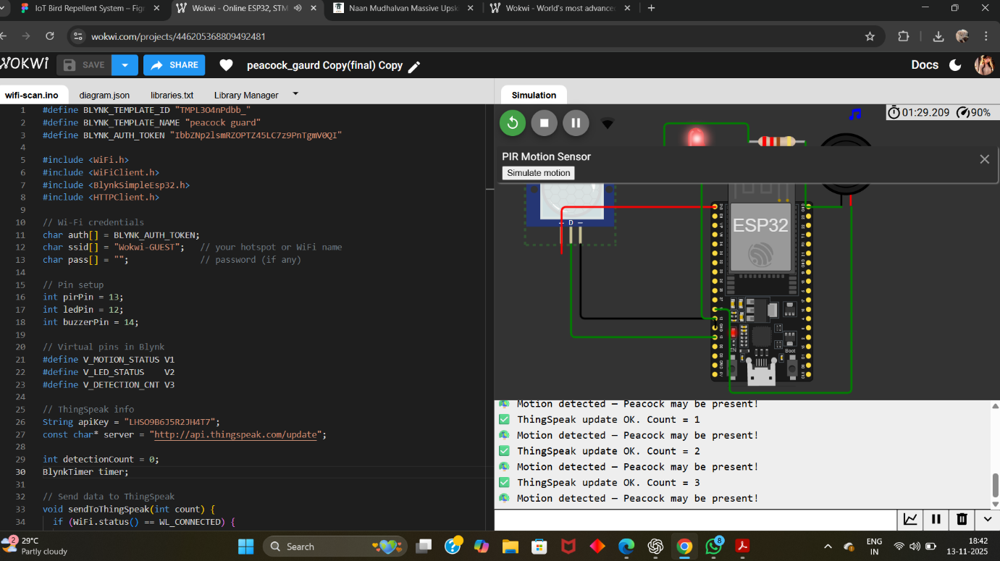 IoT Bird Repellent System – Figr
Wokwi - Online ESP32, STM
Naan Mudhalvan Massive Upsk
Wokwi - World's most advance
wokwi.com/projects/446205368809492481
WOKWI
SAVE
SHARE
peacock_gaurd Copy(final) Copy
Docs
wifi-scan.ino
diagram.json
libraries.txt
Library Manager
1 #define BLYNK_TEMPLATE_ID "TMPL3O4nPdbb_"
2 #define BLYNK_TEMPLATE_NAME "peacock guard"
3 #define BLYNK_AUTH_TOKEN "IbbZNp2lsmRZOPTZ45LC7z9PnTgmV0QI"
4
5 #include <WiFi.h>
6 #include <WiFiClient.h>
7 #include <BlynkSimpleEsp32.h>
8 #include <HTTPClient.h>
9
10 // Wi-Fi credentials
11 char auth[] = BLYNK_AUTH_TOKEN;
12 char ssid[] = "Wokwi-GUEST"; // your hotspot or WiFi name
13 char pass[] = ""; // password (if any)
14
15 // Pin setup
16 int pirPin = 13;
17 int ledPin = 12;
18 int buzzerPin = 14;
19
20 // Virtual pins in Blynk
21 #define V_MOTION_STATUS V1
22 #define V_LED_STATUS V2
23 #define V_DETECTION_CNT V3
24
25 // ThingSpeak info
26 String apiKey = "LHSO9B6J5R2JH4T7";
27 const char* server = "http://api.thingspeak.com/update";
28
29 int detectionCount = 0;
30 BlynkTimer timer;
31
32 // Send data to ThingSpeak
33 void sendToThingSpeak(int count) {
34 if (WiFi.status() == WL_CONNECTED) {
Simulation
01:29.209
90%
PIR Motion Sensor
Simulate motion
D
ESP32
EN
Boot
Motion detected – Peacock may be present!
ThingSpeak update OK. Count = 1
Motion detected – Peacock may be present!
ThingSpeak update OK. Count = 2
Motion detected – Peacock may be present!
ThingSpeak update OK. Count = 3
Motion detected – Peacock may be present!
2
29°C
Partly cloudy
Search
8
ENG
IN
18:42
13-11-2025